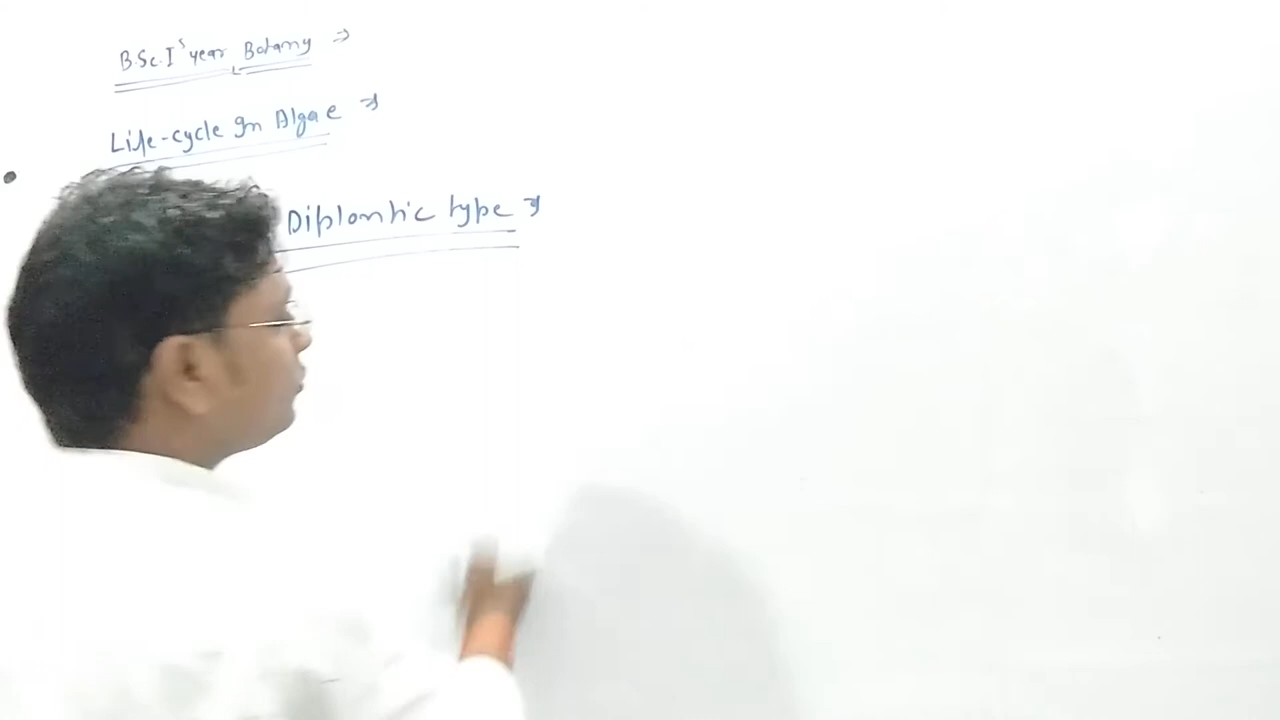 B.Sc. I s year Botany ⇒
Life-cycle In Algae ⇒
Diplontic type ⇒